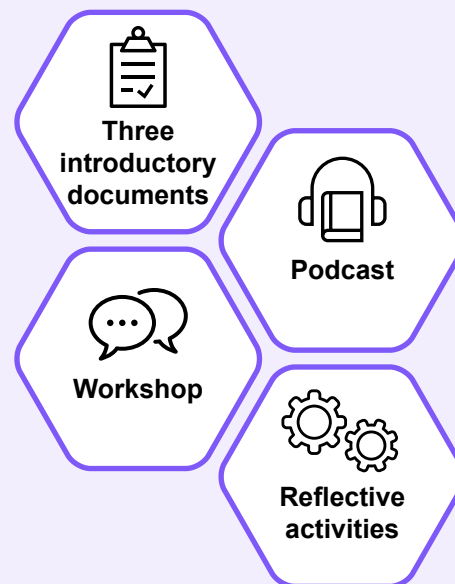 Three
introductory
documents
Podcast
Workshop
Reflective
activities